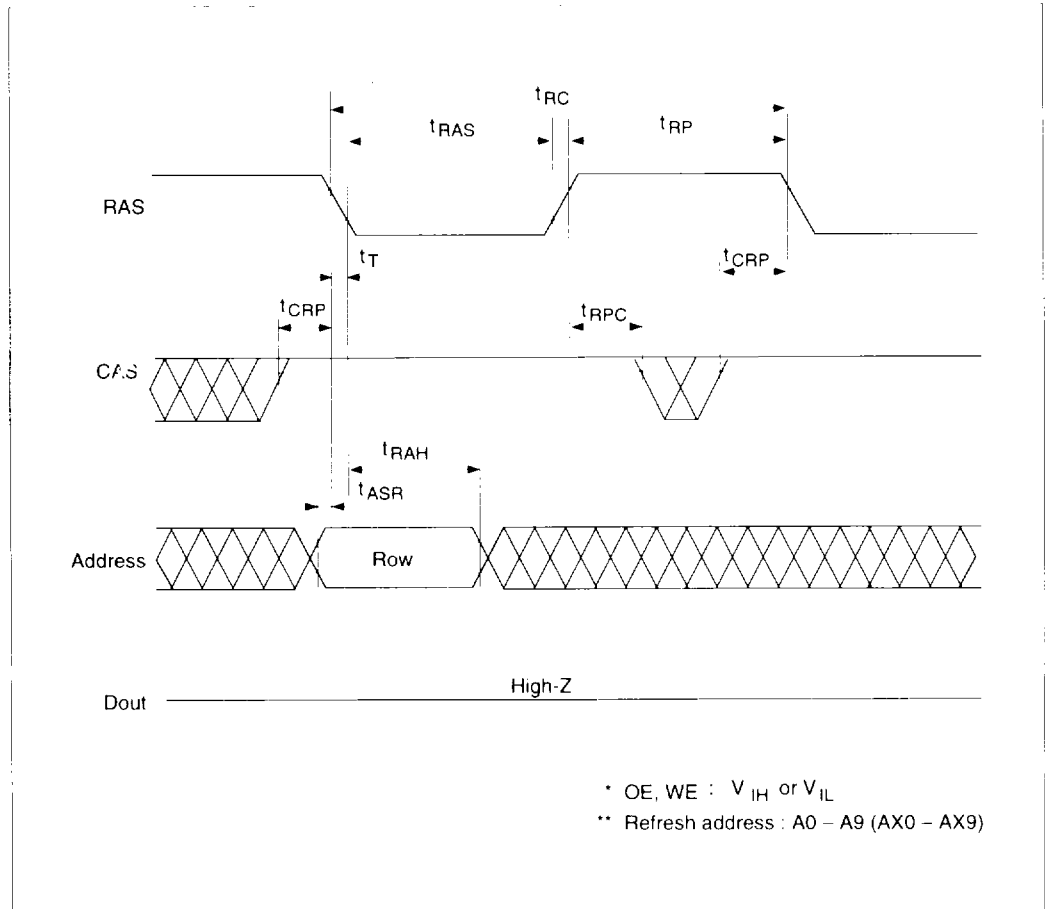 tRC
tRAS
tRP
RAS
tT
tCRP
tCRP
tRPC
CAS
tRAH
tASR
Address
Row
High-Z
Dout
* OE, WE : VIH or VIL
** Refresh address : A0 – A9 (AX0 – AX9)